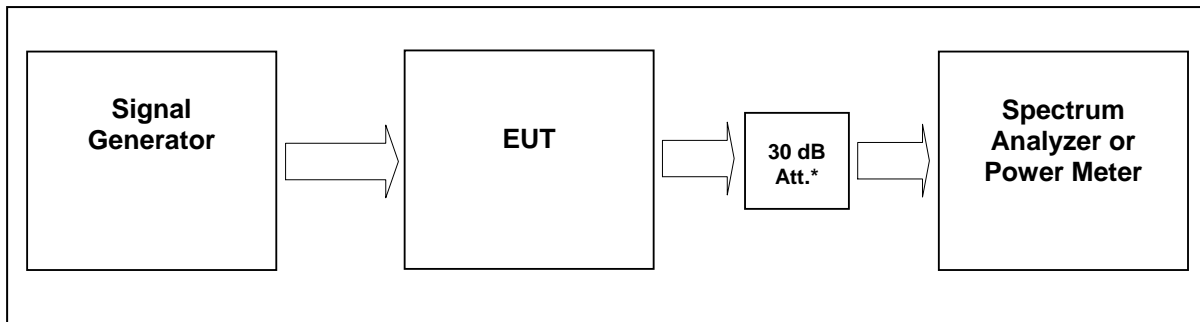 Signal
Generator
EUT
30 dB
Att.*
Spectrum
Analyzer or
Power Meter